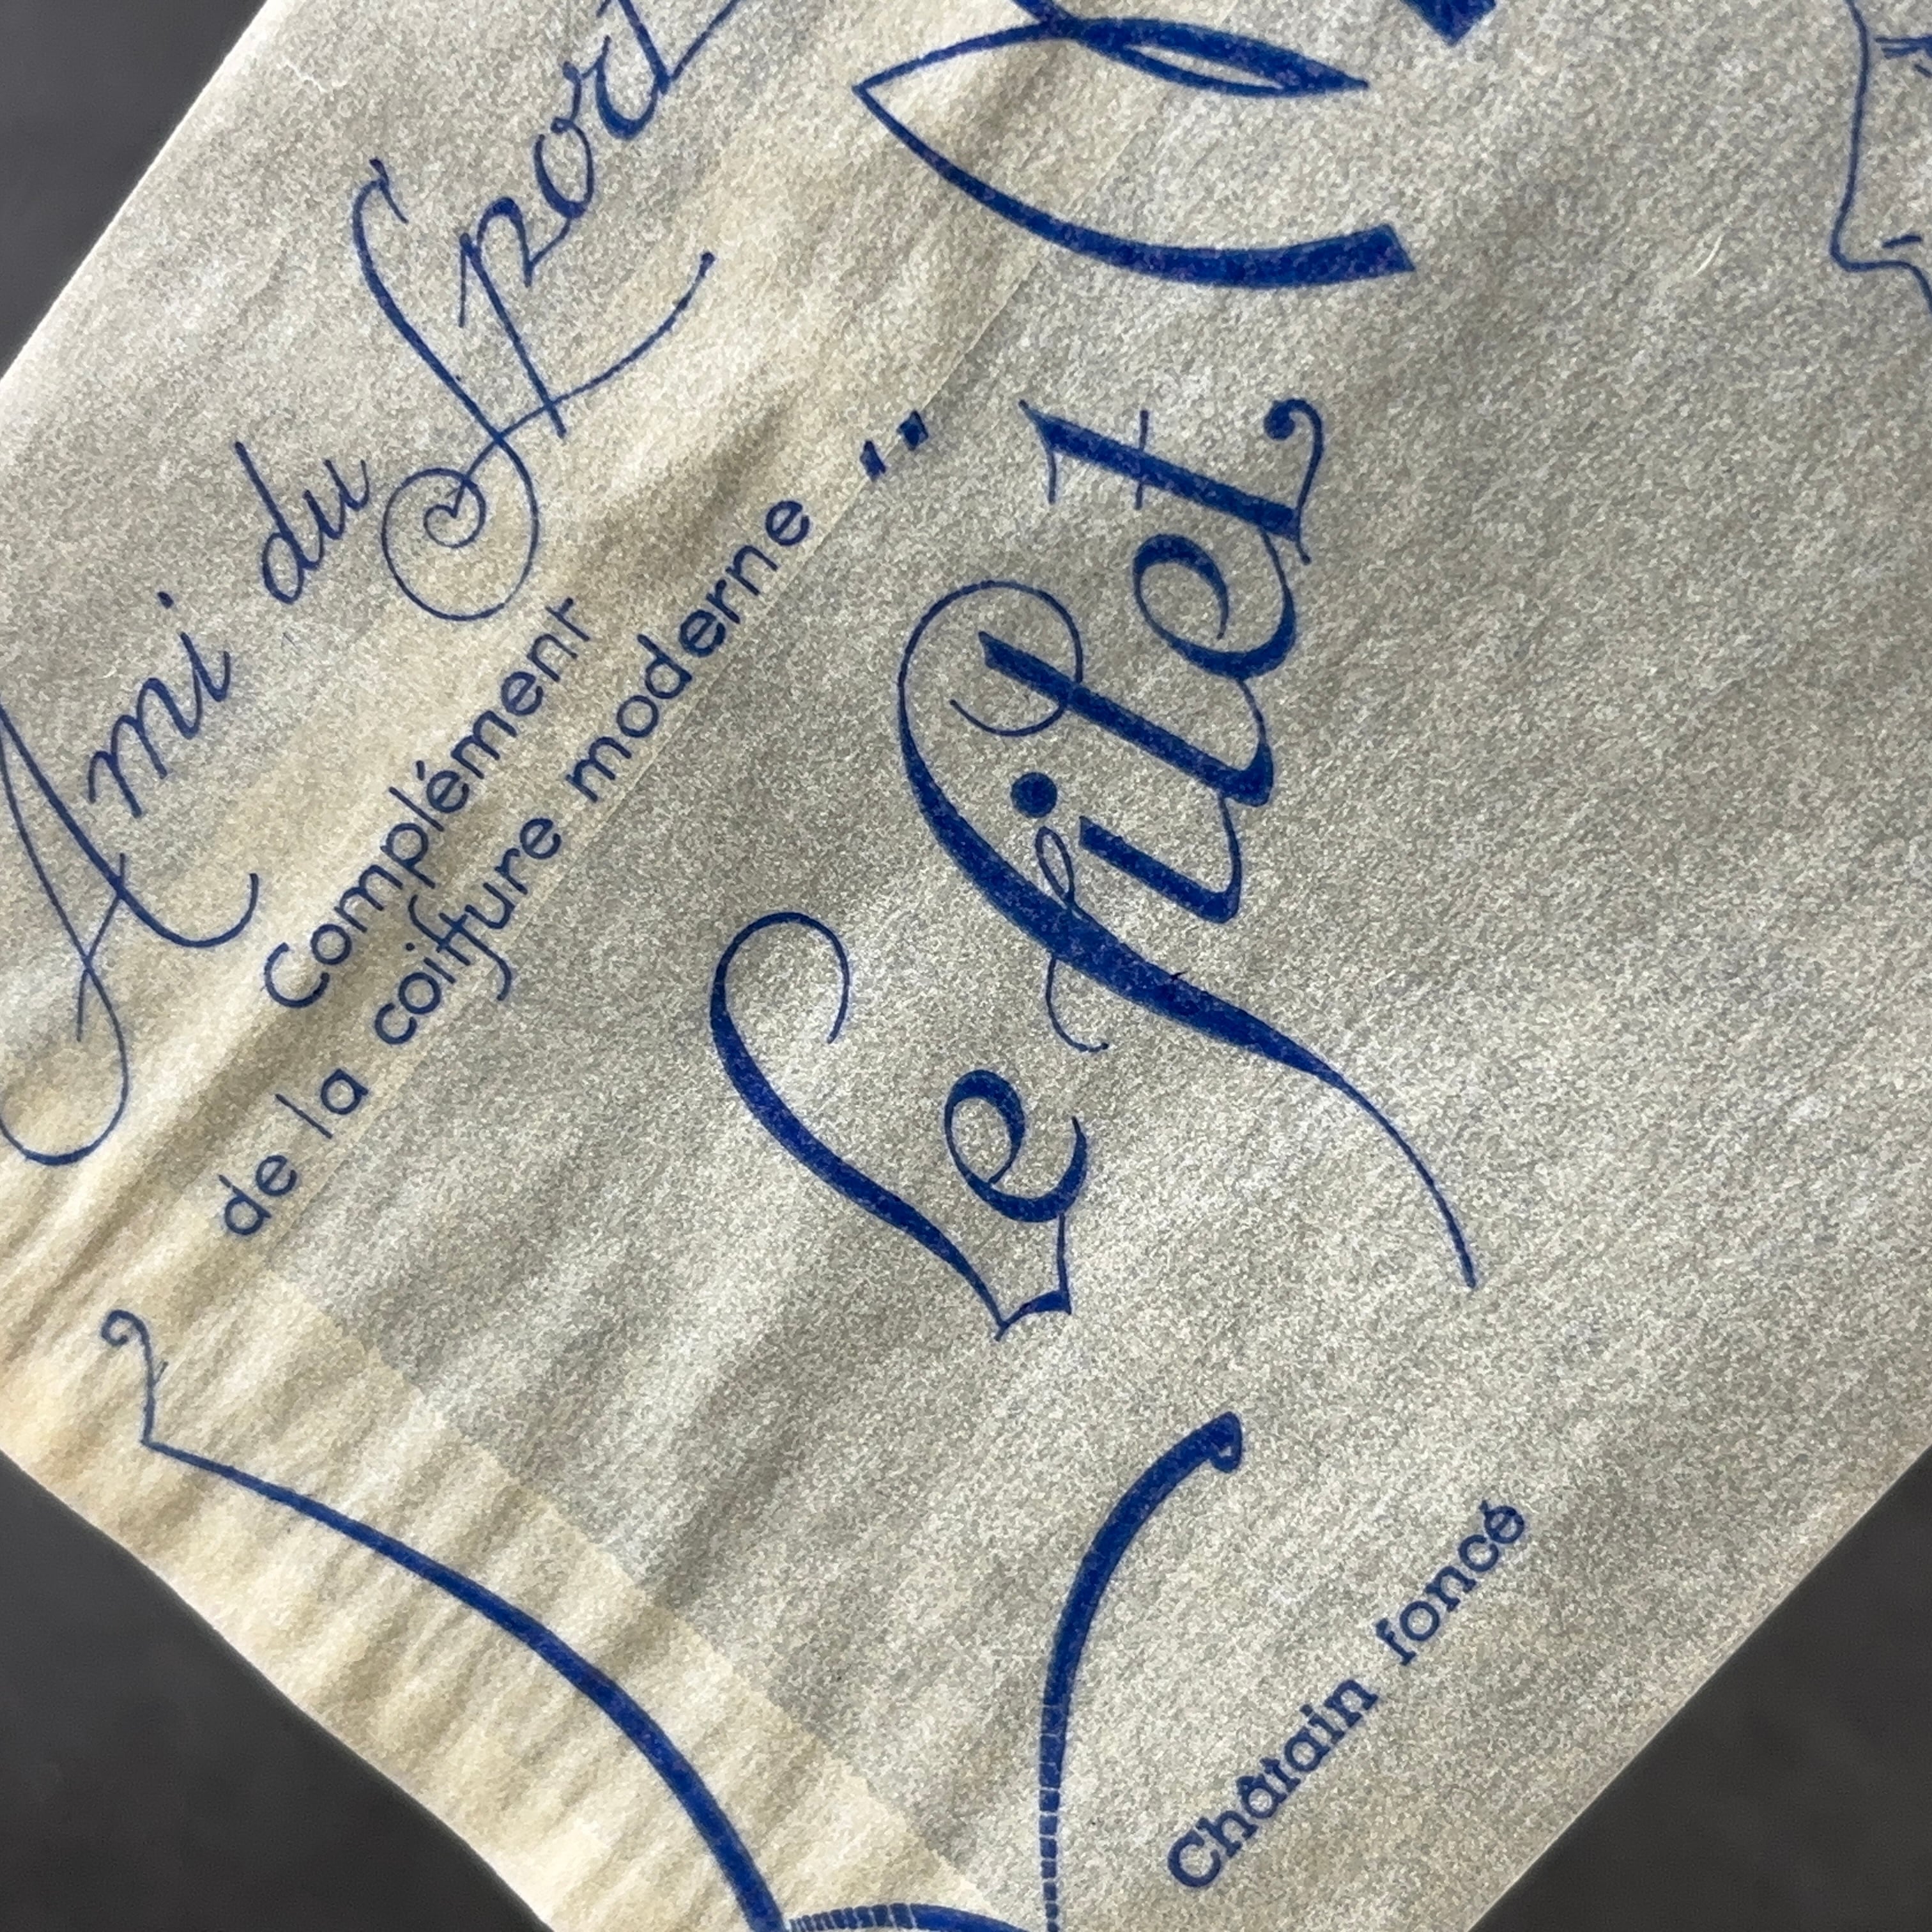 Le filet
Ami du Sport
Complément
de la coiffure moderne "
Châtain foncé